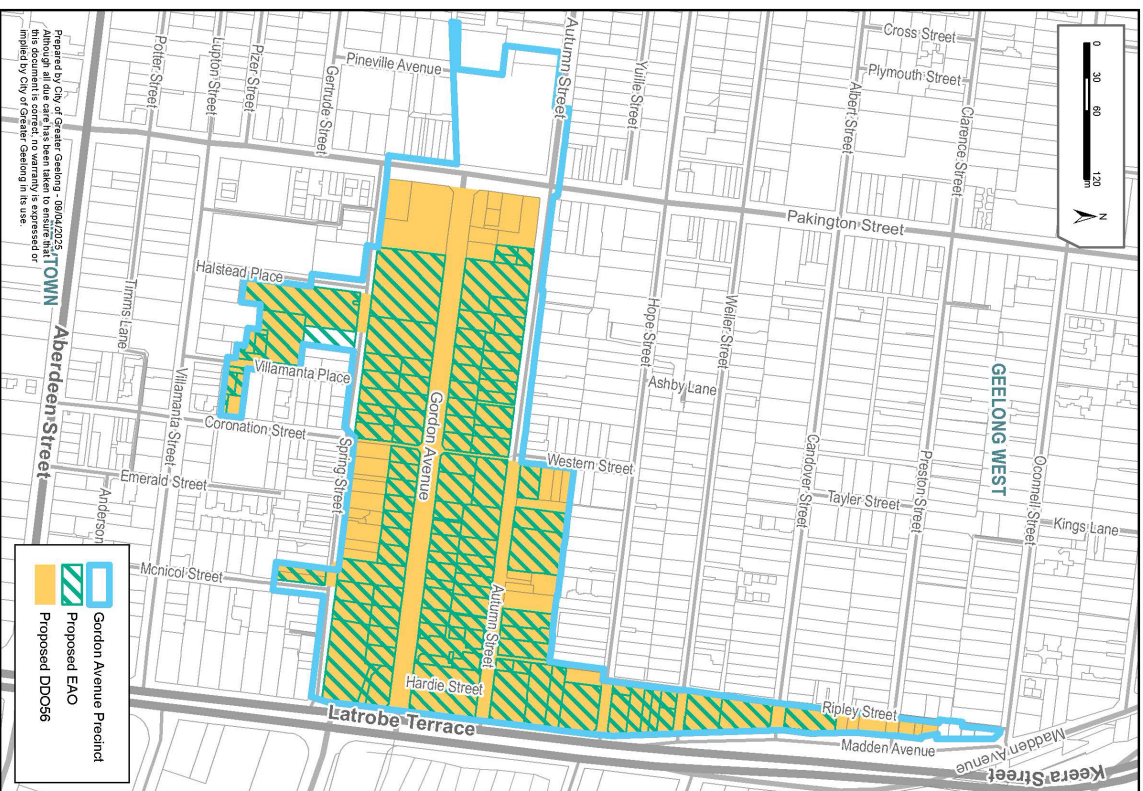 0 30 60 120
m
N
Cross Street
Plymouth Street
Albert Street
Clarence Street
Autumn Street
Yuille Street
Pineville Avenue
Gertrude Street
Pizer Street
Lupton Street
Potter Street
Pakington Street
Prepared by City of Greater Geelong - 09/04/2025
Although all due care has been taken to ensure that
this document is correct, no warranty is expressed or
implied by City of Greater Geelong in its use.
TOWN
Halstead Place
Timms Lane
Aberdeen Street
Villamanta Place
Villamanta Street
Coronation Street
Emerald Street
Anderson
Spring Street
Mcnicol Street
Gordon Avenue
Hope Street
Weller Street
Ashby Lane
Western Street
Candover Street
Tayler Street
Preston Street
GEELONG WEST
Oconnell Street
Kings Lane
Autumn Street
Hardie Street
Latrobe Terrace
Ripley Street
Madden Avenue
Madden Avenue
Keera Street
Gordon Avenue Precinct
Proposed EAO
Proposed DDO56